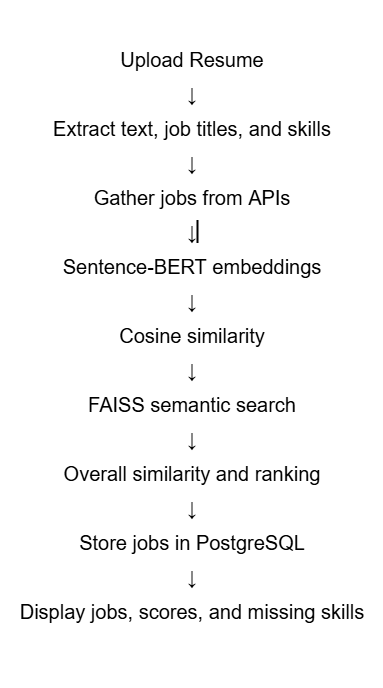 Upload Resume
↓
Extract text, job titles, and skills
↓
Gather jobs from APIs
↓
Sentence-BERT embeddings
↓
Cosine similarity
↓
FAISS semantic search
↓
Overall similarity and ranking
↓
Store jobs in PostgreSQL
↓
Display jobs, scores, and missing skills